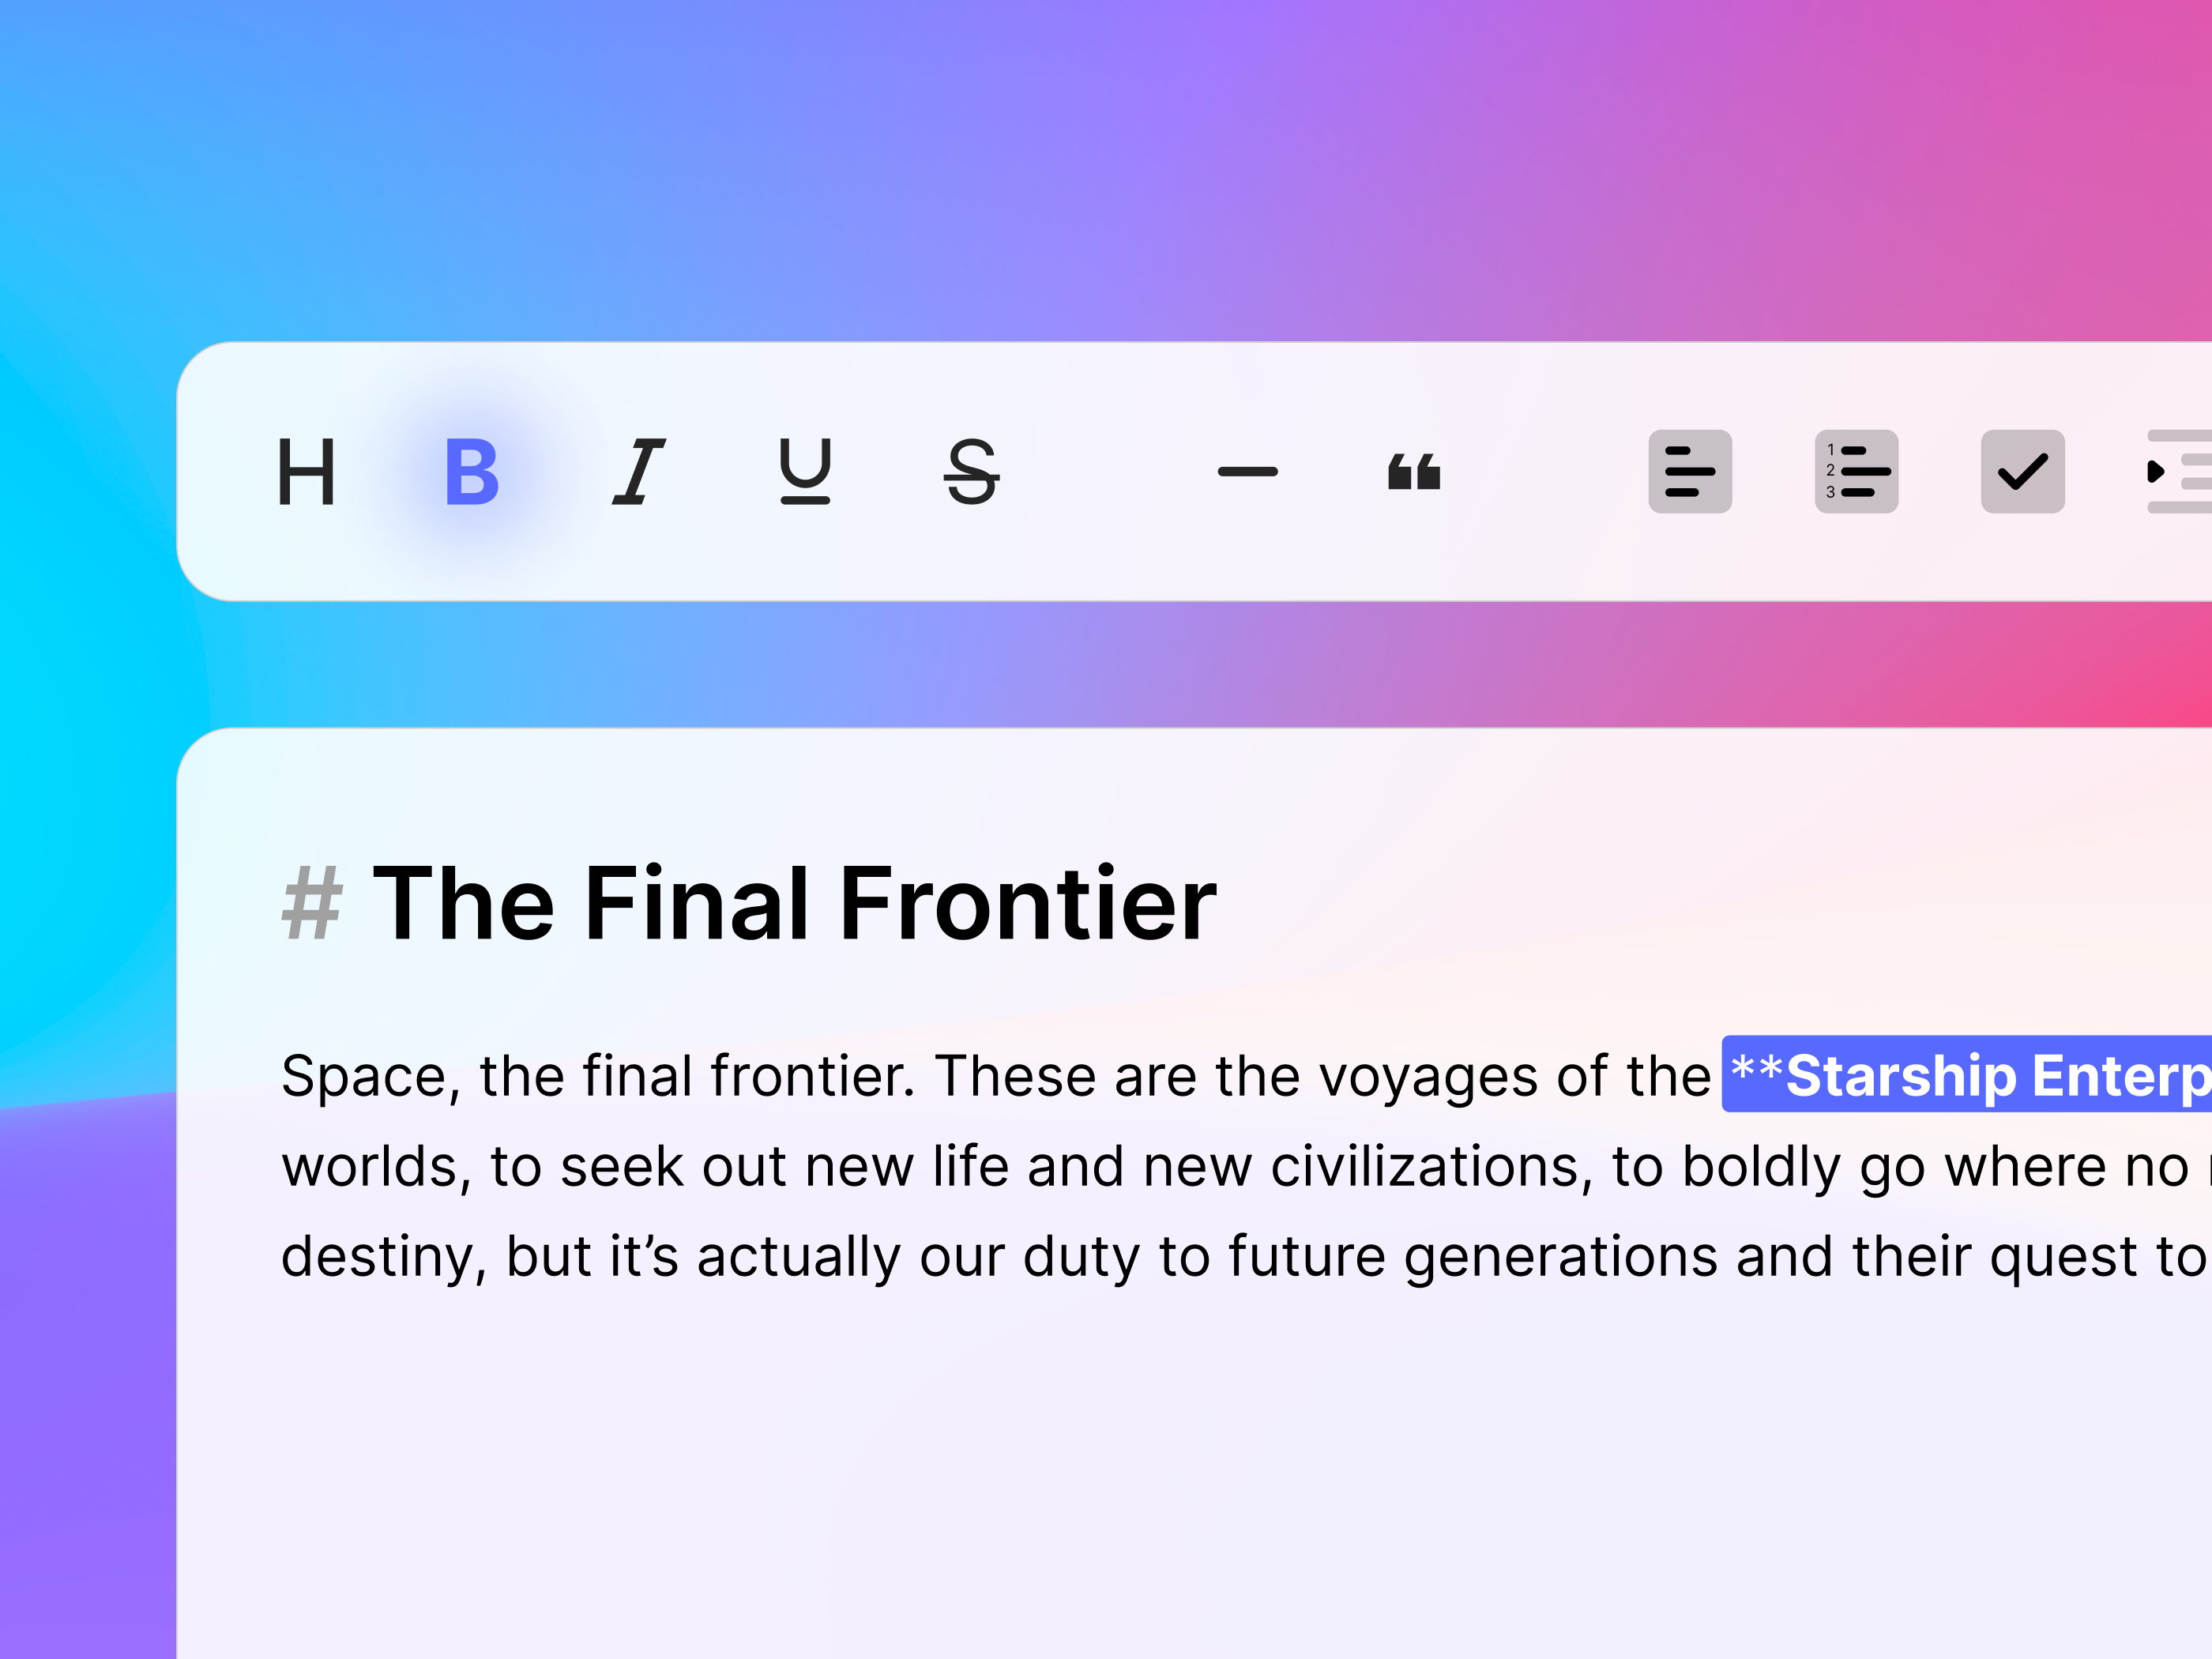 H B I U S — ❝ 1 2 3
# The Final Frontier
Space, the final frontier. These are the voyages of the **Starship Enterp
worlds, to seek out new life and new civilizations, to boldly go where no
destiny, but it’s actually our duty to future generations and their quest to